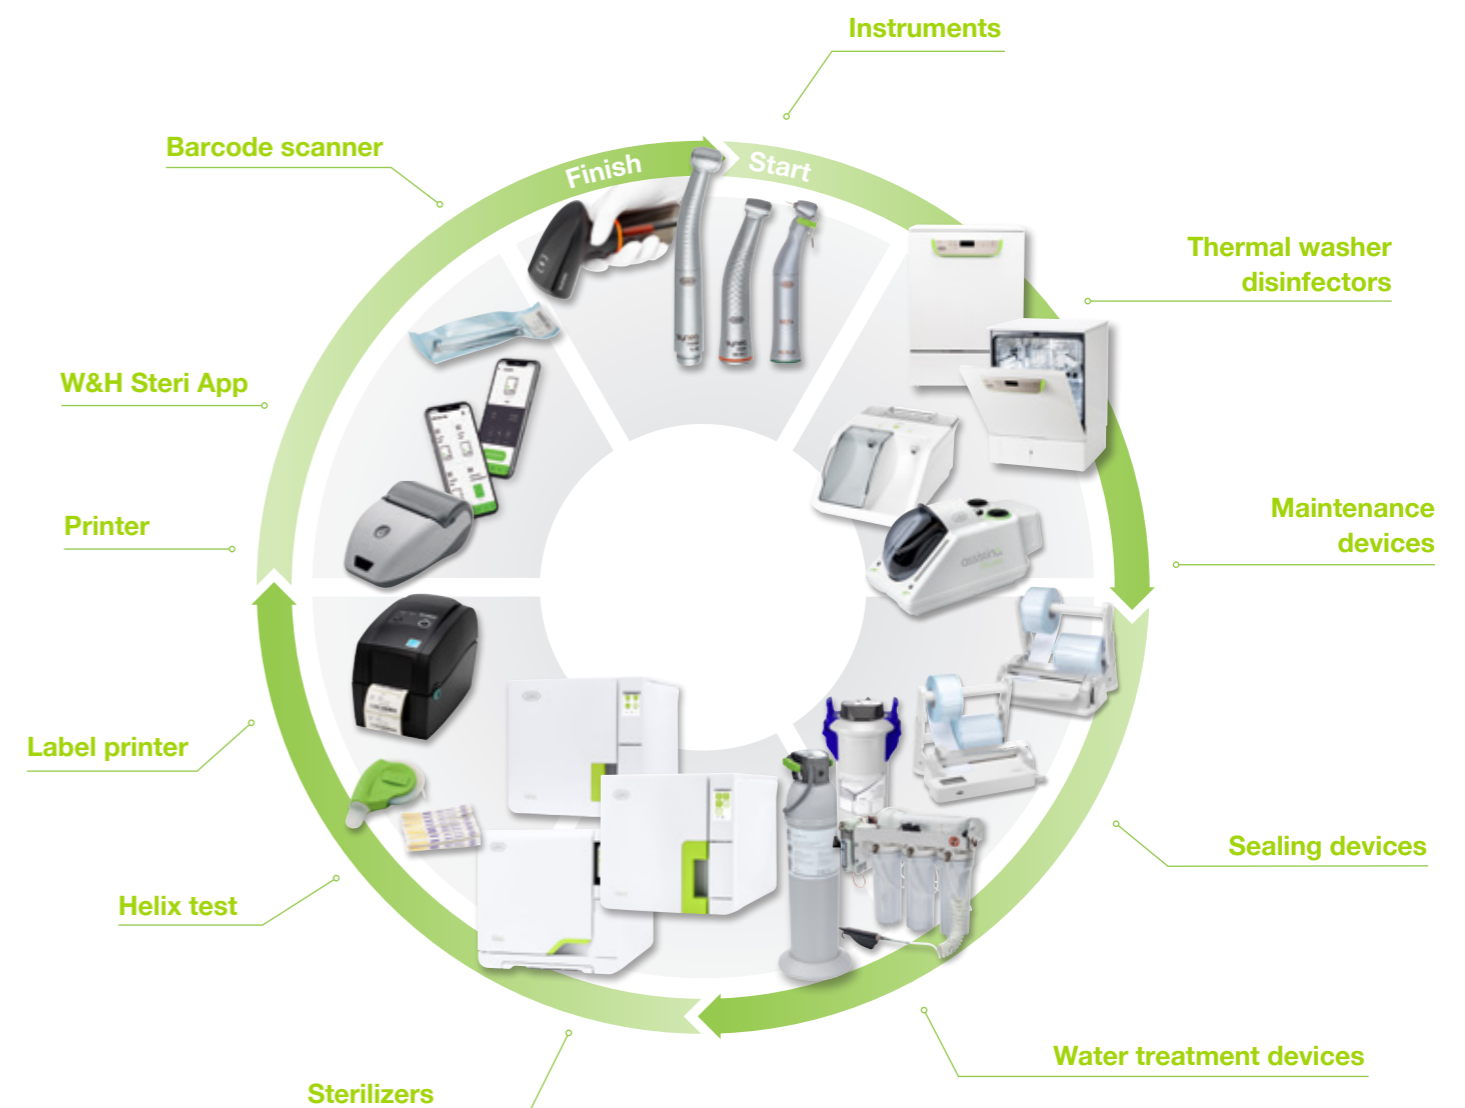 Instruments
Barcode scanner
Finish
Start
Thermal washer
disinfectors
W&H Steri App
Maintenance
devices
Printer
Label printer
Sealing devices
Helix test
Water treatment devices
Sterilizers